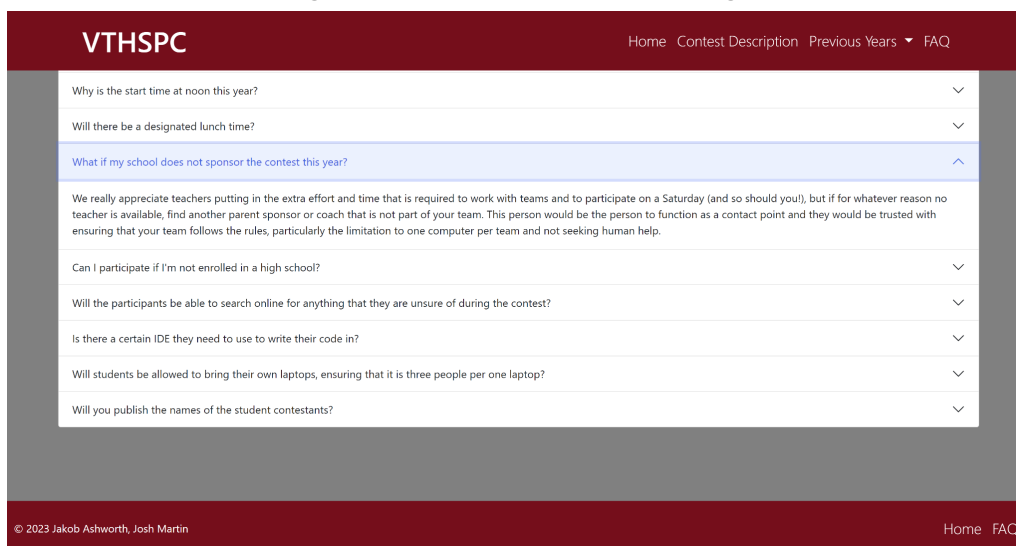 VTHSPC
Home Contest Description Previous Years FAQ
Why is the start time at noon this year?
Will there be a designated lunch time?
What if my school does not sponsor the contest this year?
We really appreciate teachers putting in the extra effort and time that is required to work with teams and to participate on a Saturday (and so should you!), but if for whatever reason no
teacher is available, find another parent sponsor or coach that is not part of your team. This person would be the person to function as a contact point and they would be trusted with
ensuring that your team follows the rules, particularly the limitation to one computer per team and not seeking human help.
Can I participate if I'm not enrolled in a high school?
Will the participants be able to search online for anything that they are unsure of during the contest?
Is there a certain IDE they need to use to write their code in?
Will students be allowed to bring their own laptops, ensuring that it is three people per one laptop?
Will you publish the names of the student contestants?
© 2023 Jakob Ashworth, Josh Martin
Home FAQ